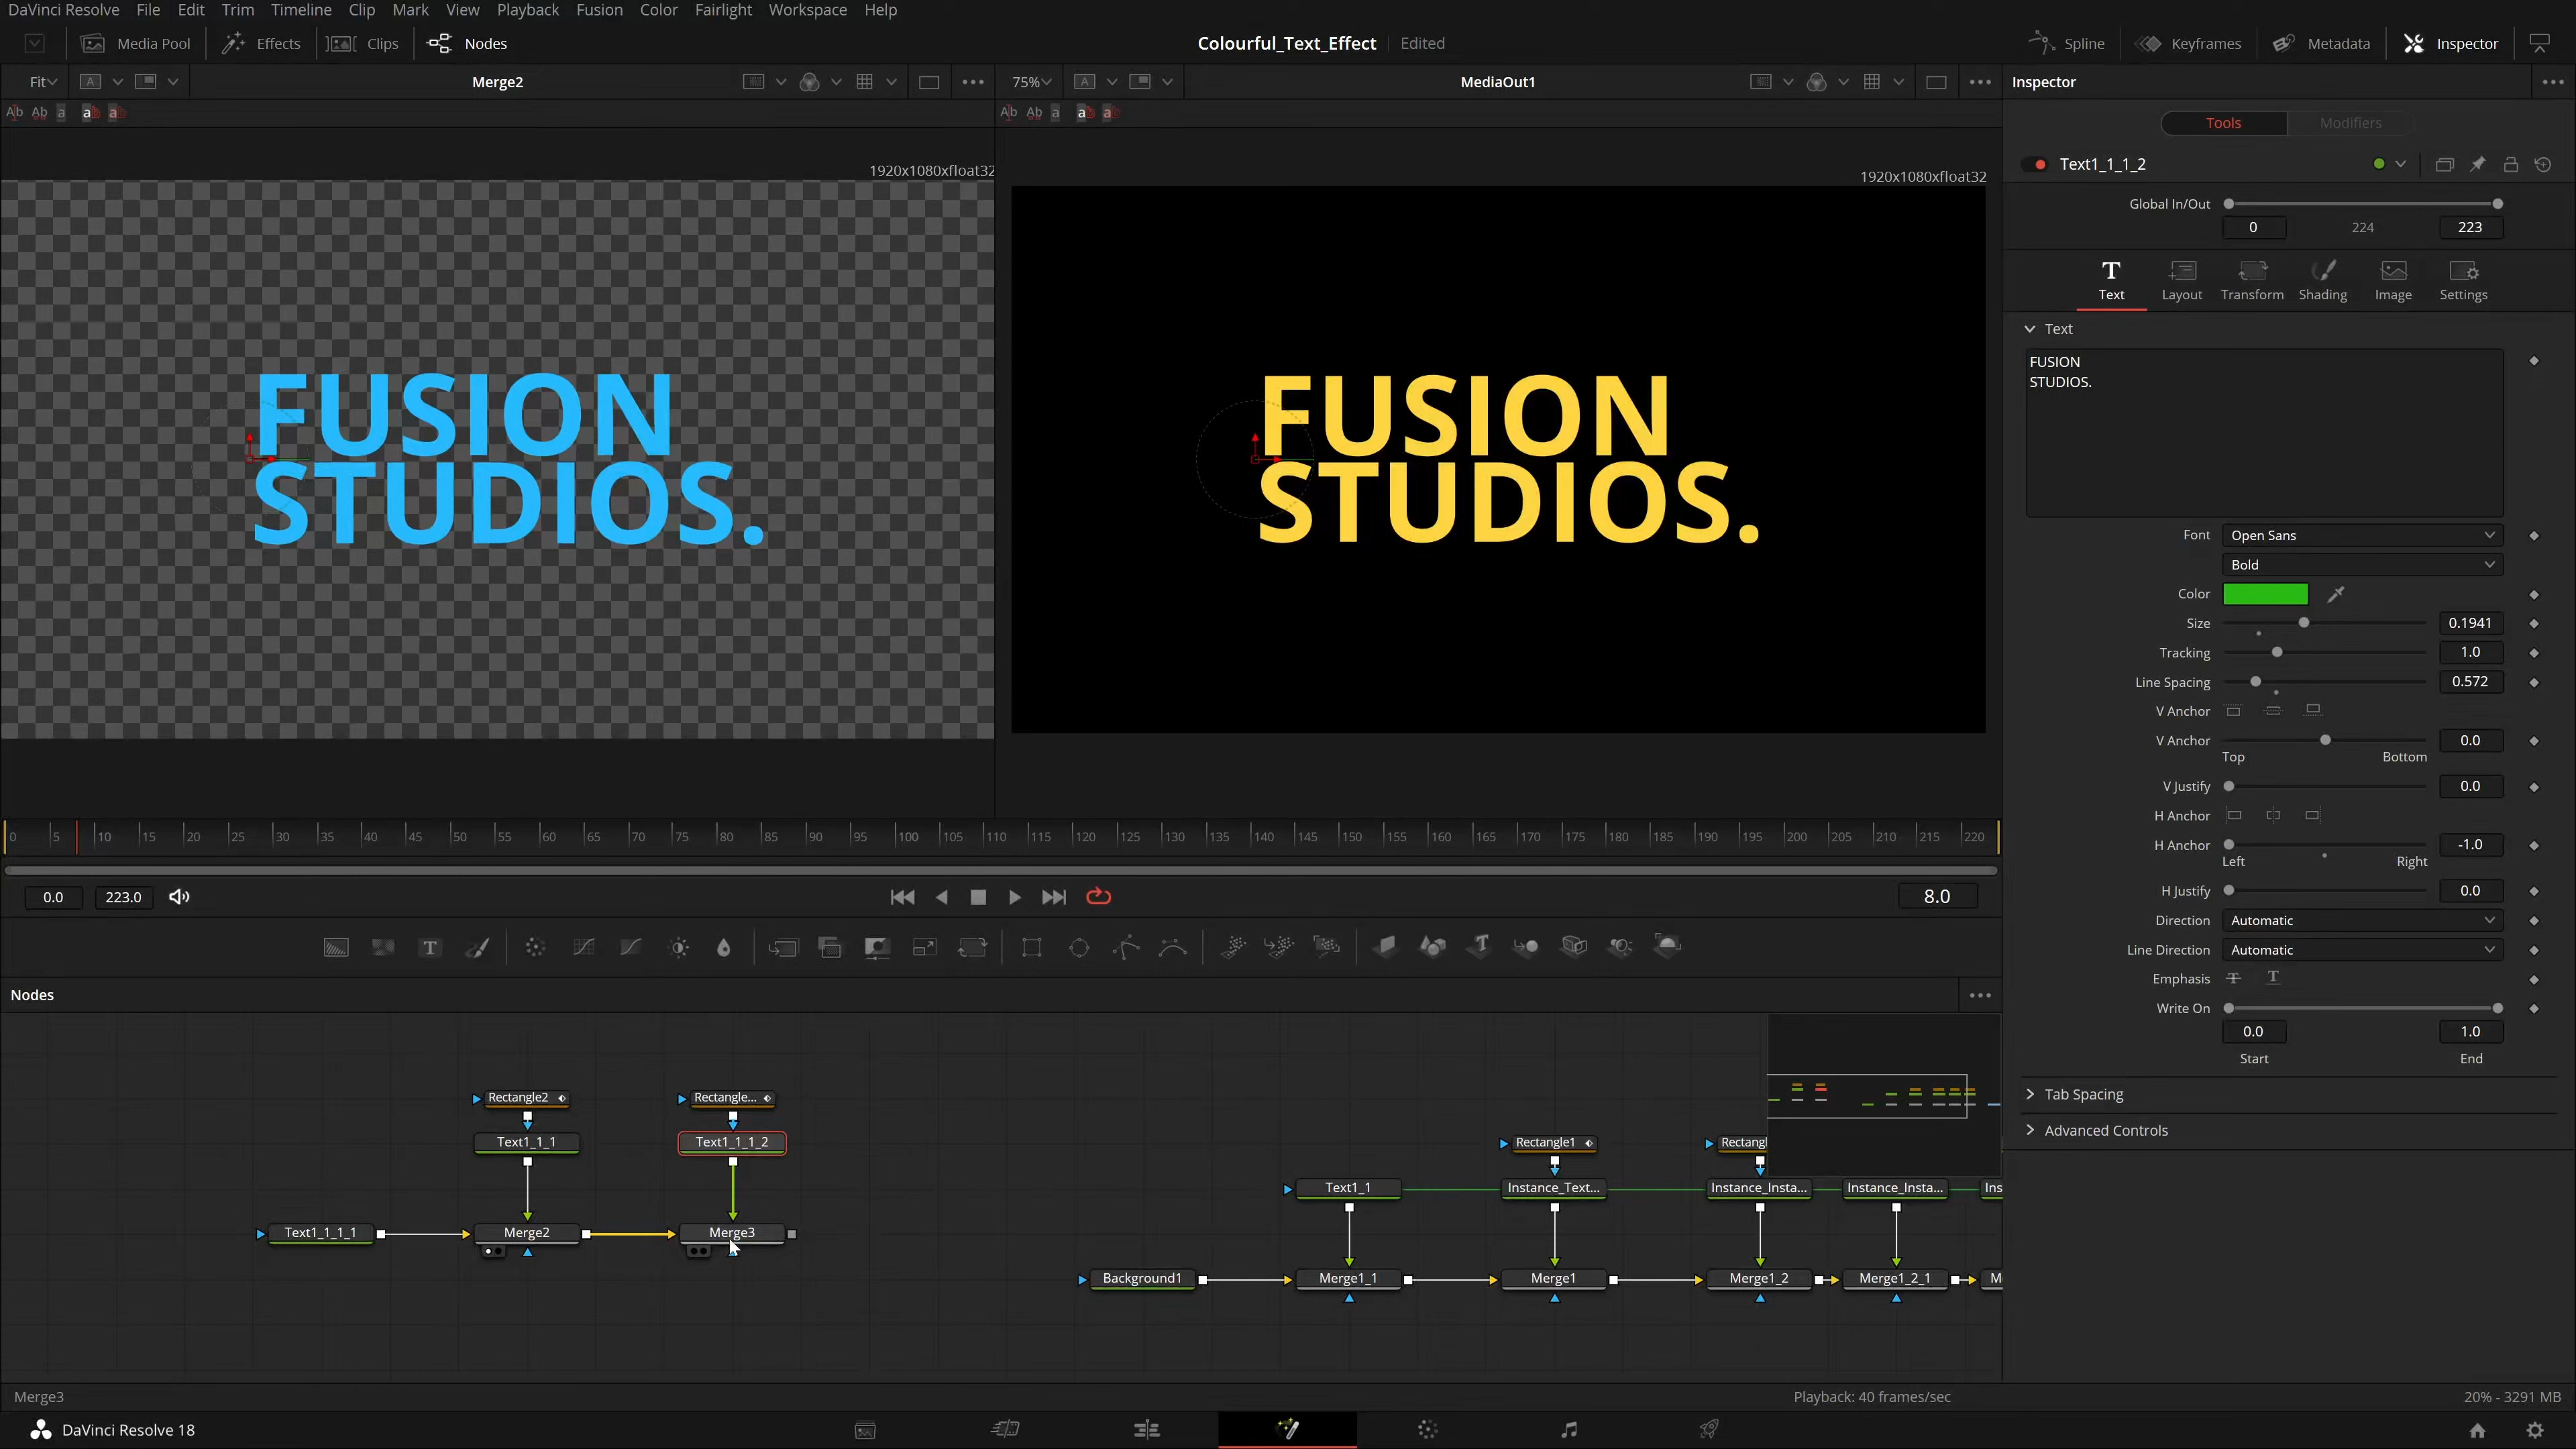 DaVinci Resolve File Edit Trim Timeline Clip Mark View Playback Fusion Color Fairlight Workspace Help
Media Pool Effects Clips Nodes Colourful_Text_Effect Edited Spline Keyframes Metadata Inspector
Fit Merge2 75% MediaOut1 Inspector
Tools Modifiers
1920x1080xfloat32 1920x1080xfloat32
Text1_1_1_2
Global In/Out
0 224 223
Text Layout Transform Shading Image Settings
Text
FUSION
STUDIOS.
FUSION
STUDIOS.
FUSION
STUDIOS.
Font Open Sans
Bold
Color
Size 0.1941
Tracking 1.0
Line Spacing 0.572
V Anchor
V Anchor 0.0
Top Bottom
V Justify 0.0
H Anchor
H Anchor -1.0
Left Right
H Justify 0.0
Direction Automatic
Line Direction Automatic
Emphasis
Write On
0.0 1.0
Start End
Tab Spacing
Advanced Controls
0 5 10 15 20 25 30 35 40 45 50 55 60 65 70 75 80 85 90 95 100 105 110 115 120 125 130 135 140 145 150 155 160 165 170 175 180 185 190 195 200 205 210 215 220
0.0 223.0 8.0
Nodes
Rectangle2 Rectangle...
Text1_1_1 Text1_1_1_2 Rectangle1 Rectangl
Text1_1 Instance_Text... Instance_Insta... Instance_Insta... Ins
Text1_1_1_1 Merge2 Merge3
Background1 Merge1_1 Merge1 Merge1_2 Merge1_2_1 M
Merge3 Playback: 40 frames/sec 20% - 3291 MB
DaVinci Resolve 18